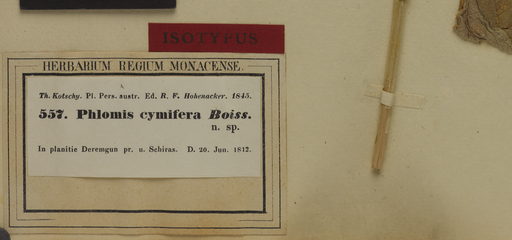 ISOTYPUS
HERBARIUM REGIUM MONACENSE.
Th. Kotschy. Pl. Pers. austr. Ed. R. F. Hohenacker. 1845.
557. Phlomis cymifera Boiss.
n. sp.
In planitie Deremgun pr. u. Schiras. D. 20. Jun. 1842.